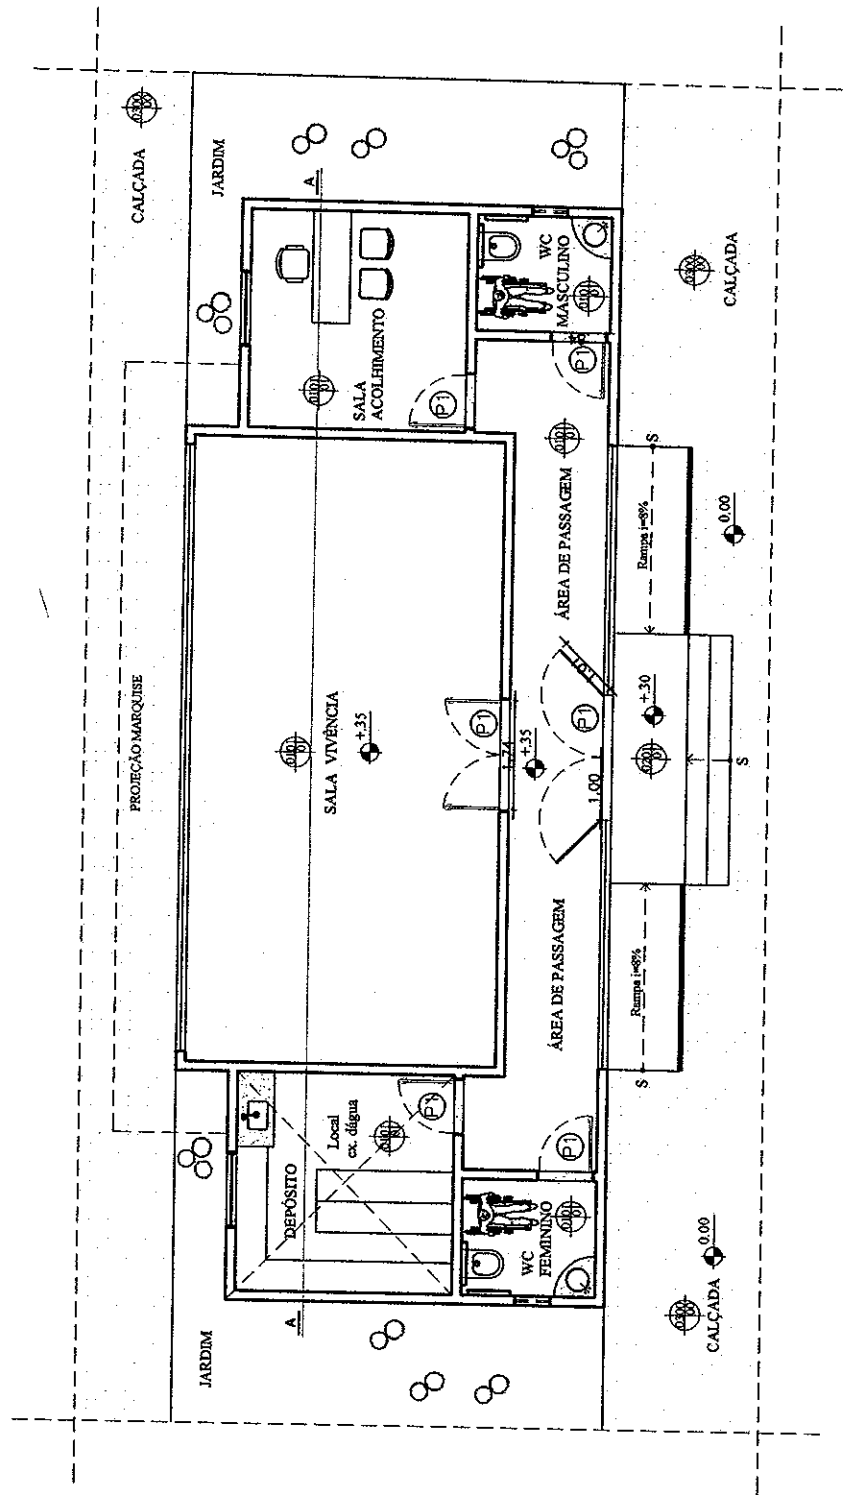 CALÇADA
JARDIM
A
WC
MASCULINO
SALA
ACOLHIMENTO
P1
P1
CALÇADA
ÁREA DE PASSAGEM
S
Rampa i=8%
0.00
PROJEÇÃO MARQUISE
SALA VIVÊNCIA
+.35
P1
1.74
+.35
P1
1.00
+.30
S
ÁREA DE PASSAGEM
Rampa i=8%
S
Local
cx. dágua
P1
DEPÓSITO
P1
WC
FEMININO
A
JARDIM
0.00
CALÇADA